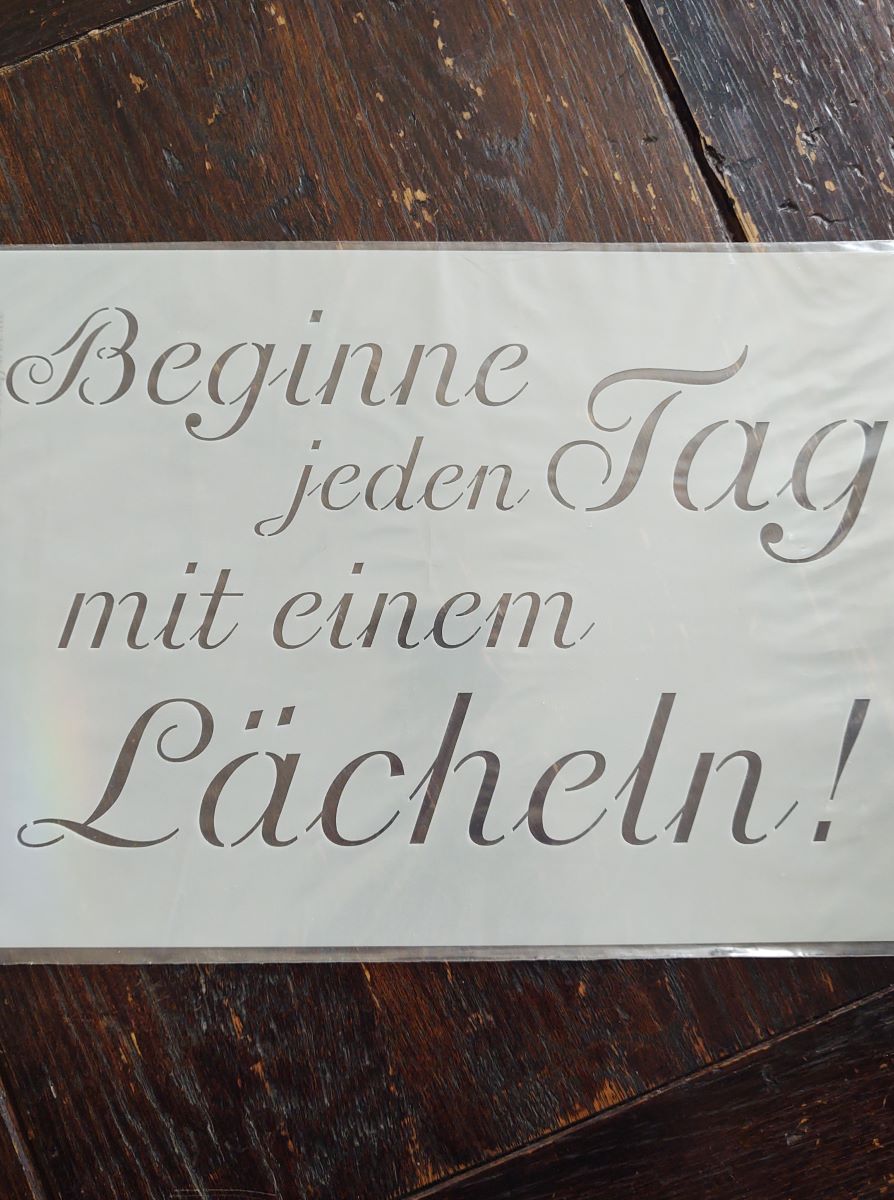 Beginne
jeden Tag
mit einem
Lächeln!